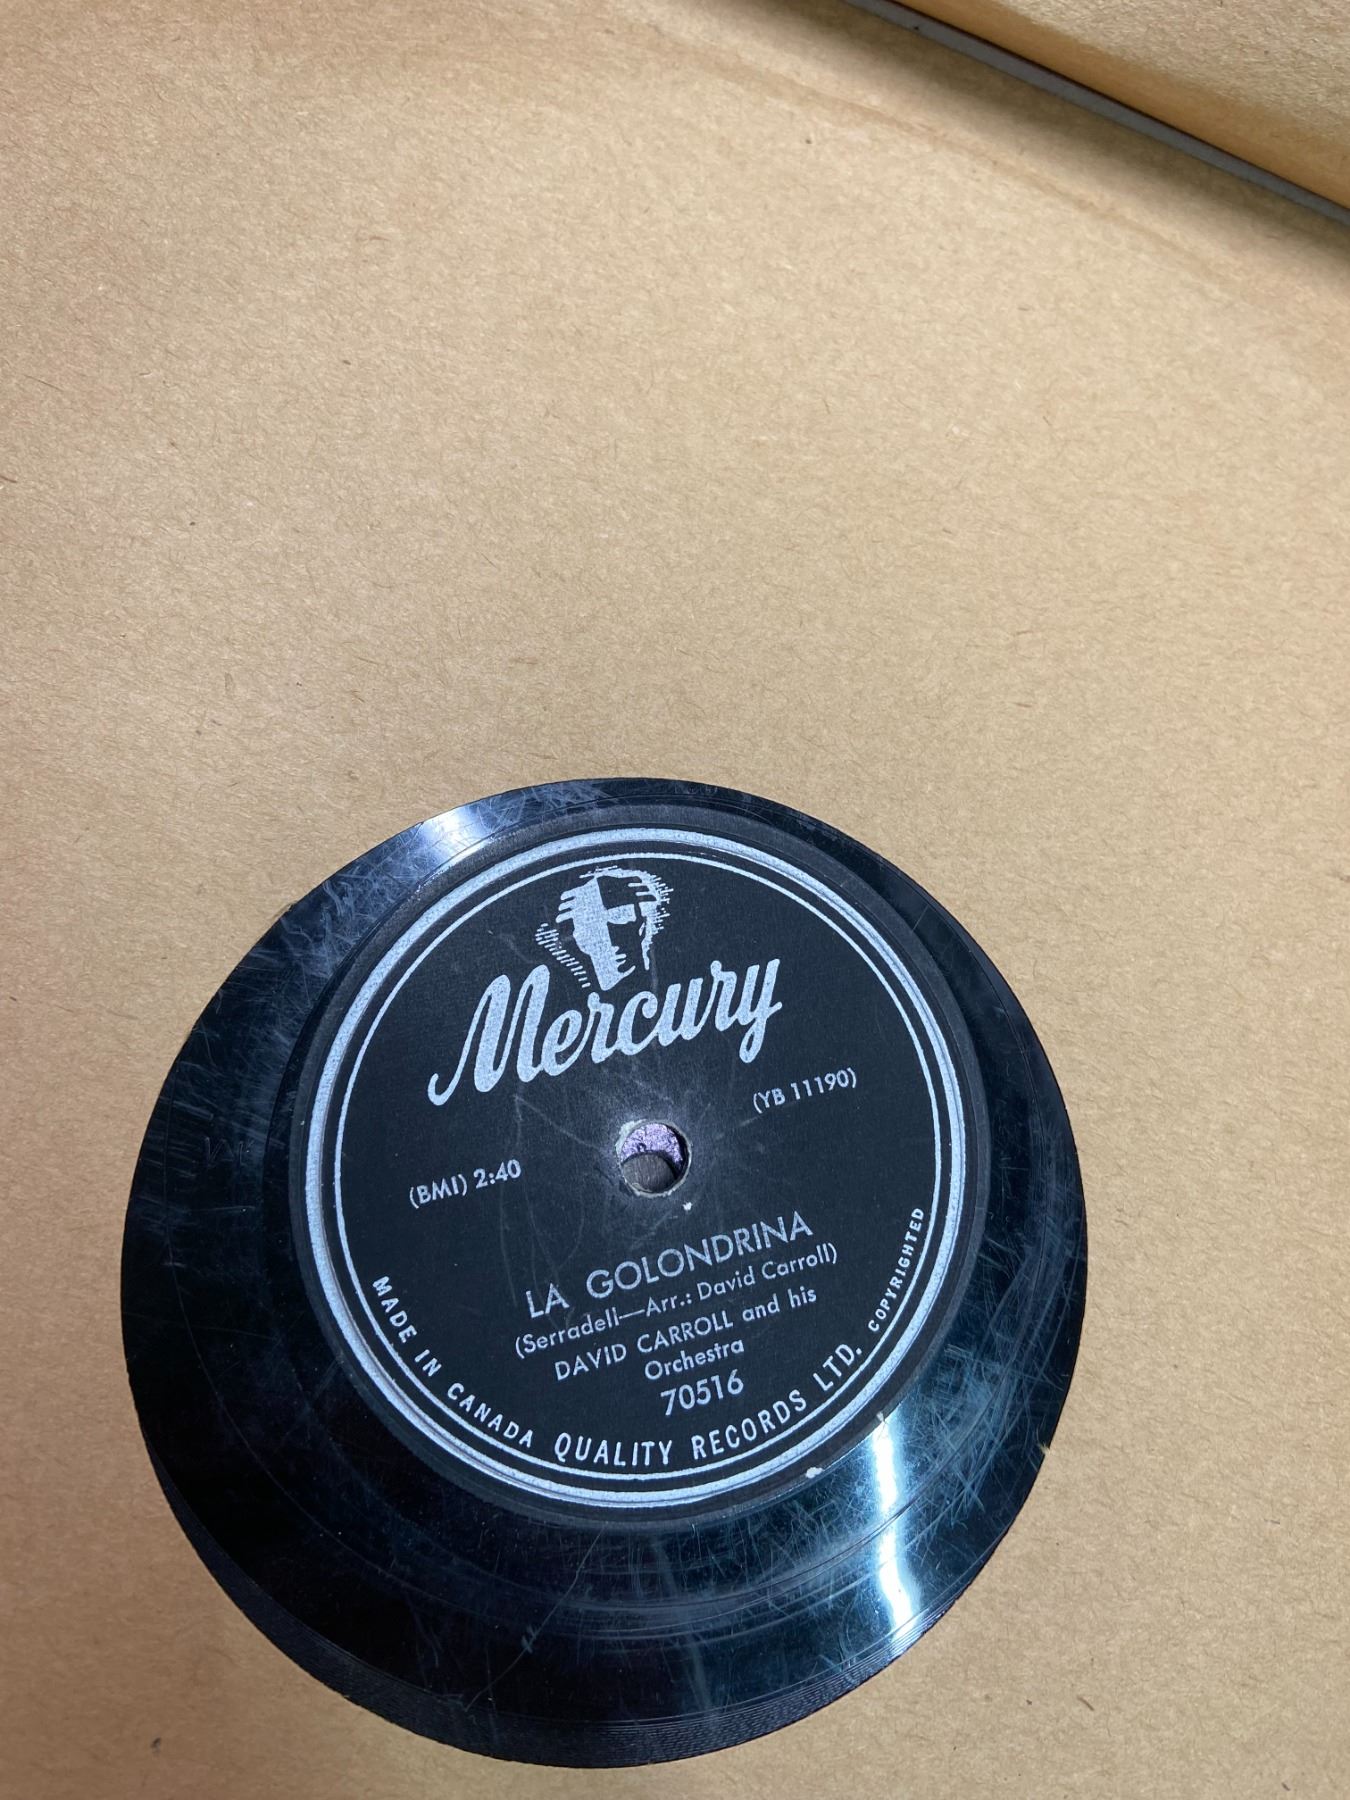 Mercury
(YB 11190)
(BMI) 2:40
LA GOLONDRINA
(Serradell—Arr.: David Carroll)
DAVID CARROLL and his
Orchestra
70516
MADE IN CANADA QUALITY RECORDS LTD. COPYRIGHTED